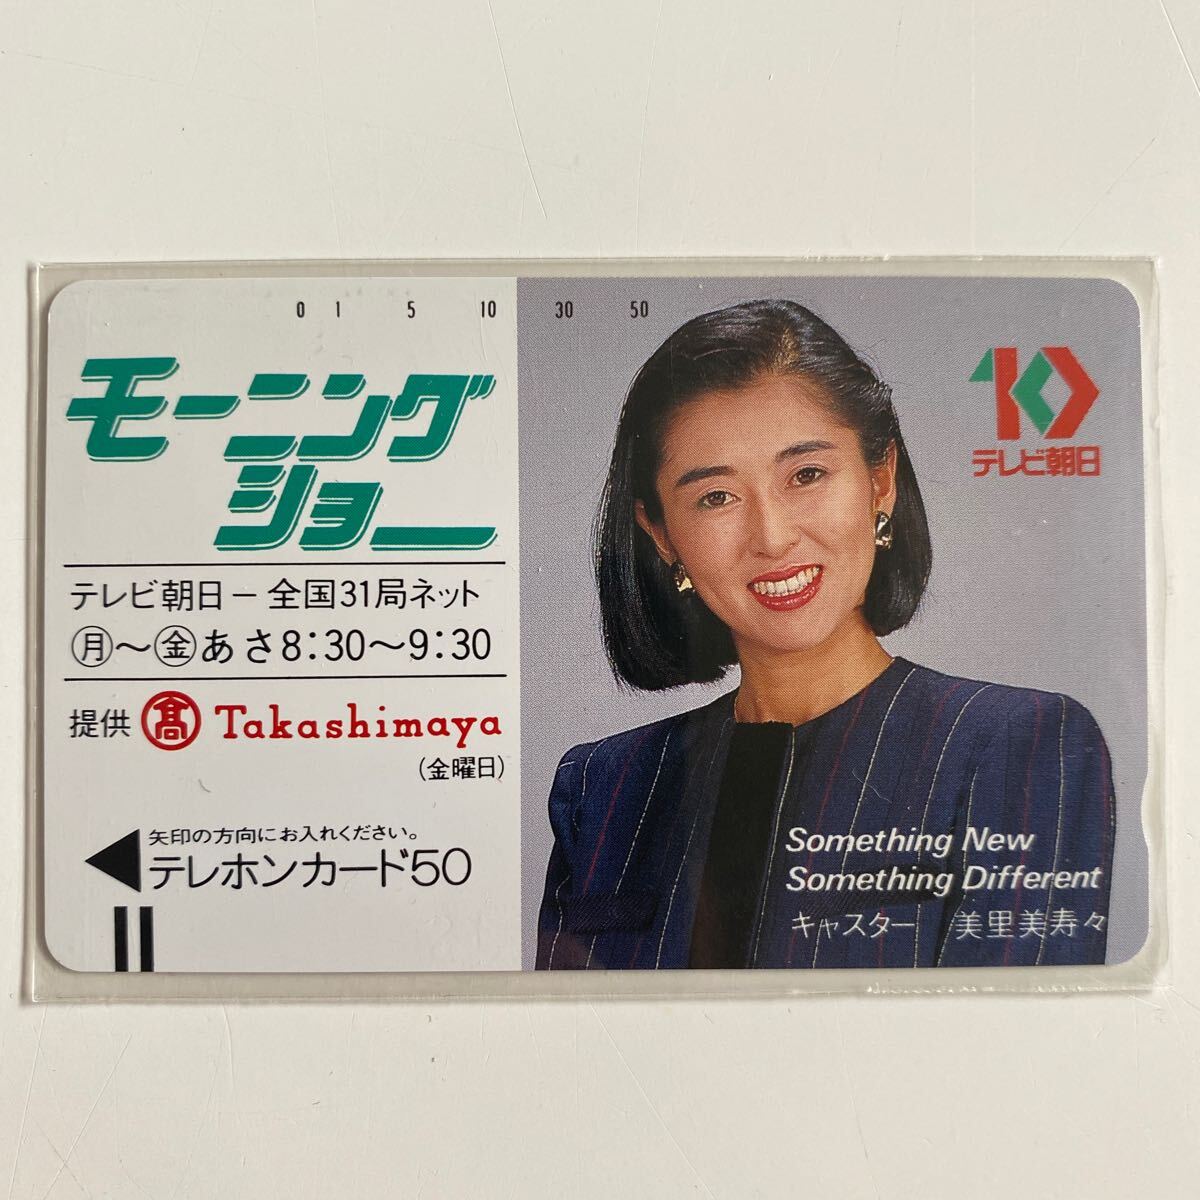 0 1 5 10 30 50
モーニング
ショー
テレビ朝日－全国31局ネット
㊊～㊎あさ8:30～9:30
提供 髙 Takashimaya
(金曜日)
矢印の方向にお入れください。
テレホンカード50
10
テレビ朝日
Something New
Something Different
キャスター 美里美寿々